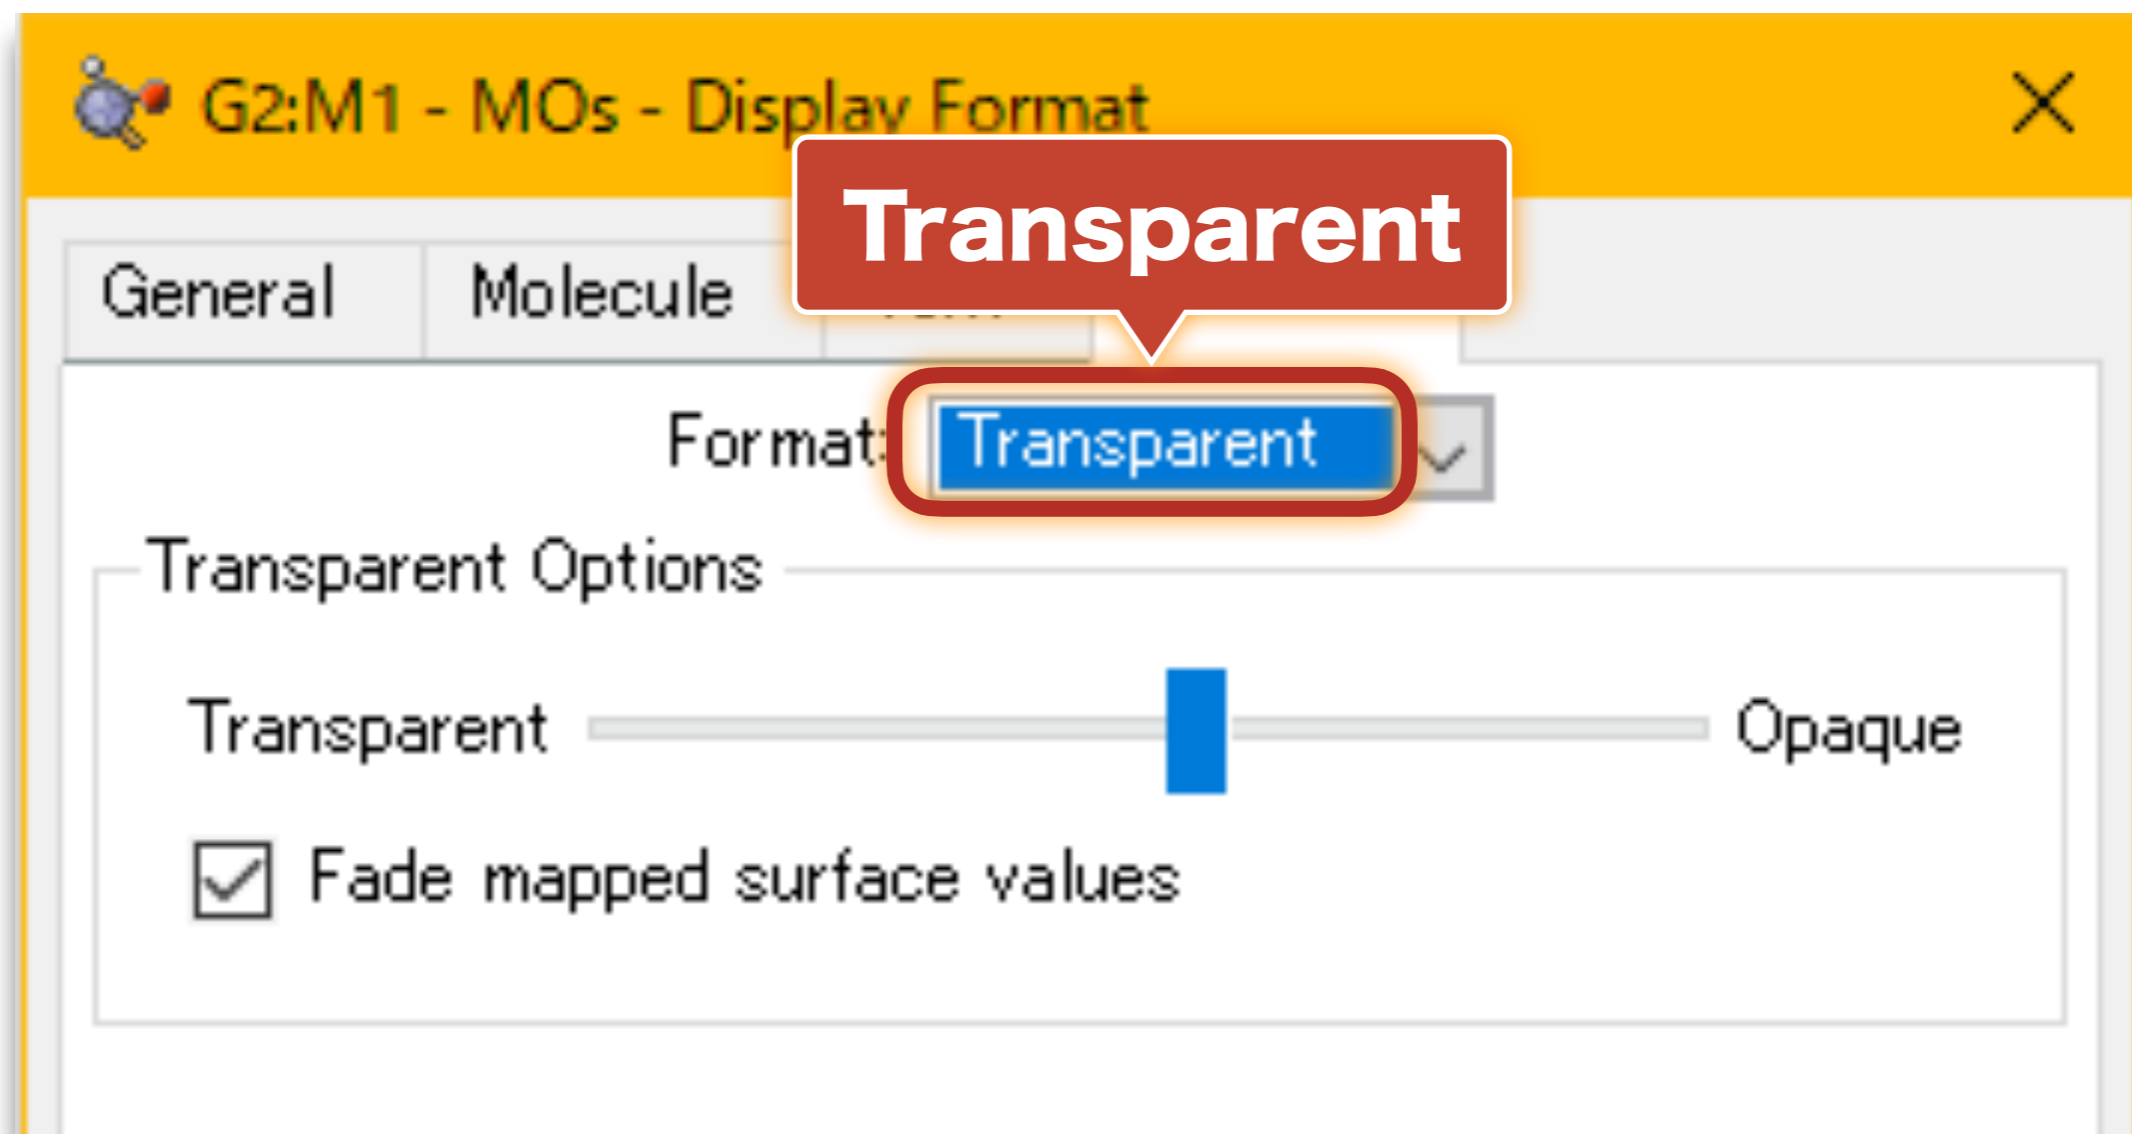 G2:M1 - MOs - Display Format
Transparent
General Molecule
Format: Transparent
Transparent Options
Transparent Opaque
Fade mapped surface values